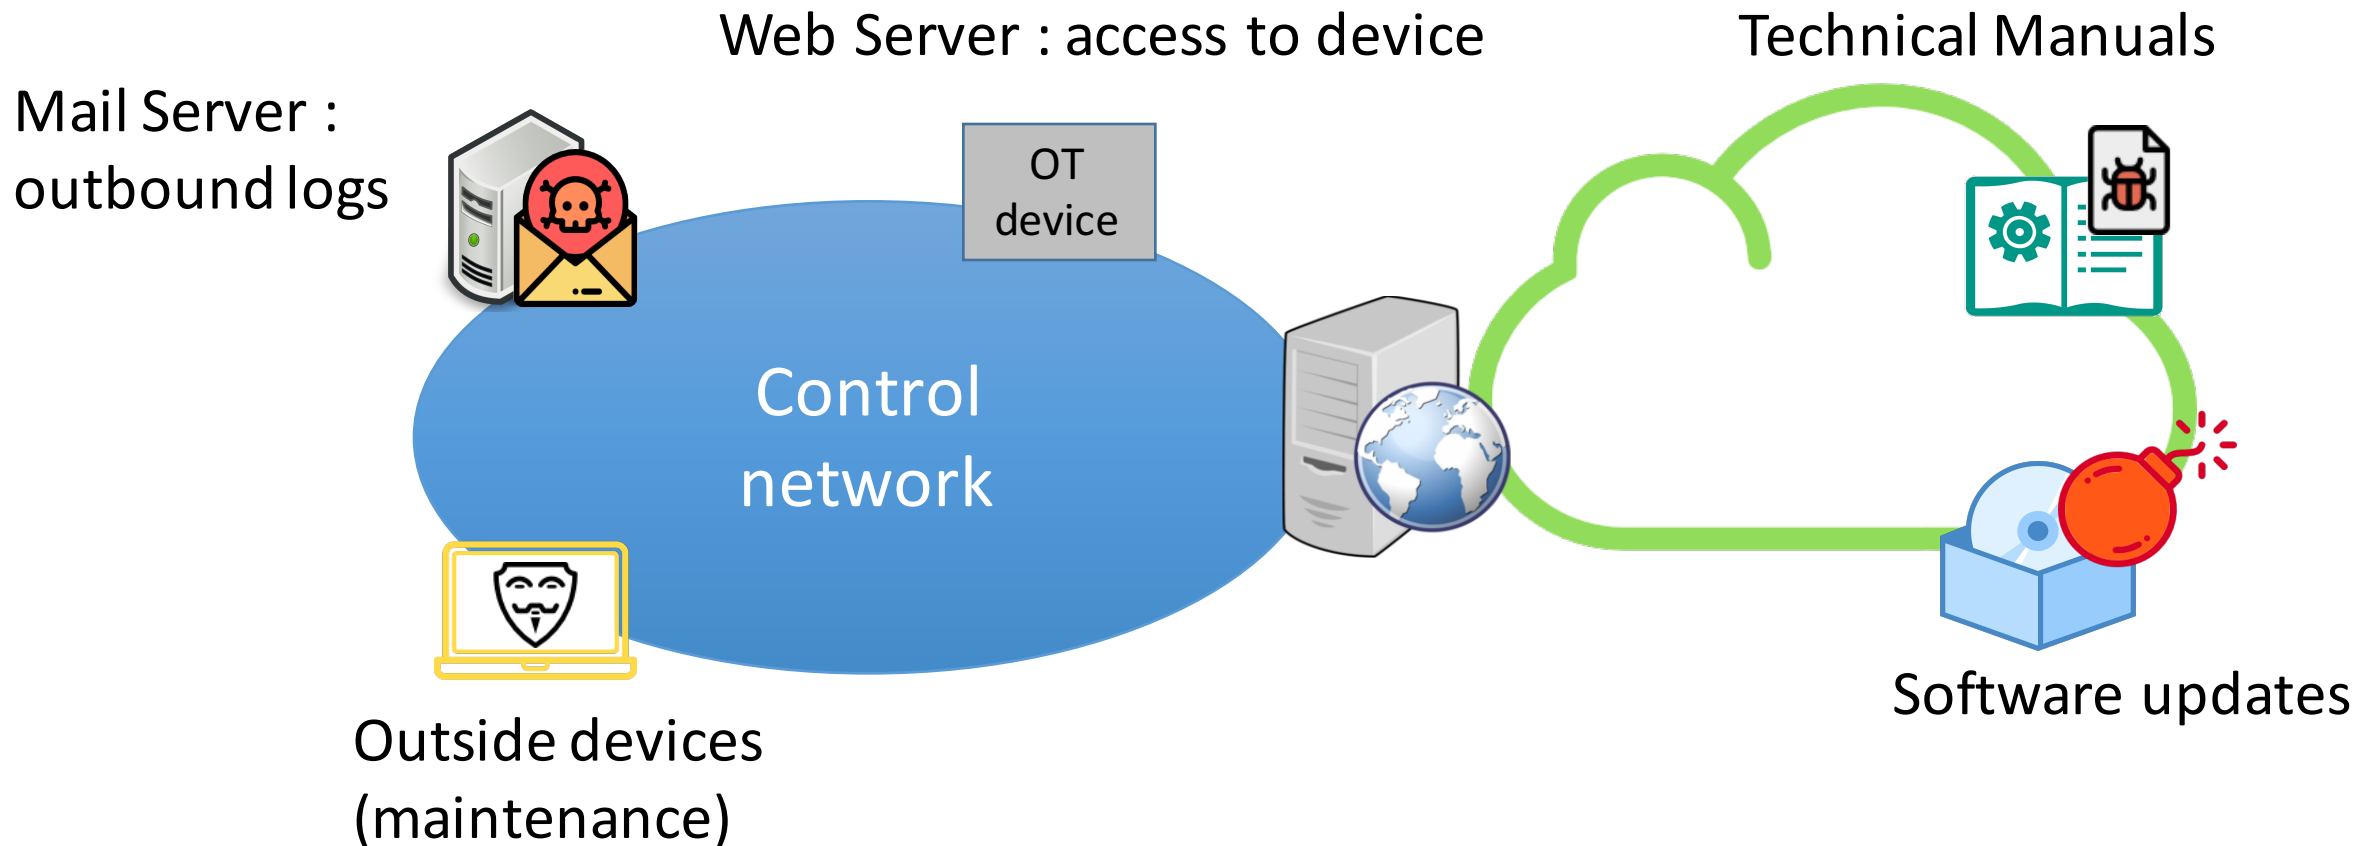 Web Server : access to device
Technical Manuals
Mail Server :
outbound logs
OT
device
Control
network
Software updates
Outside devices
(maintenance)